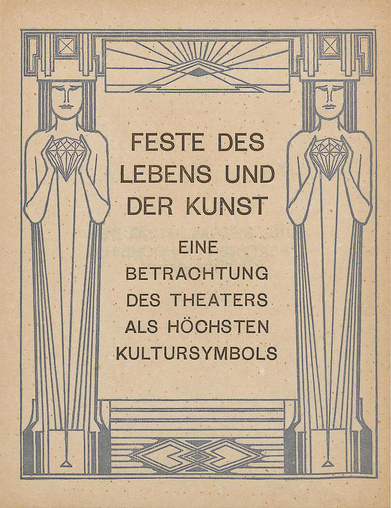 FESTE DES
LEBENS UND
DER KUNST
EINE
BETRACHTUNG
DES THEATERS
ALS HÖCHSTEN
KULTURSYMBOLS